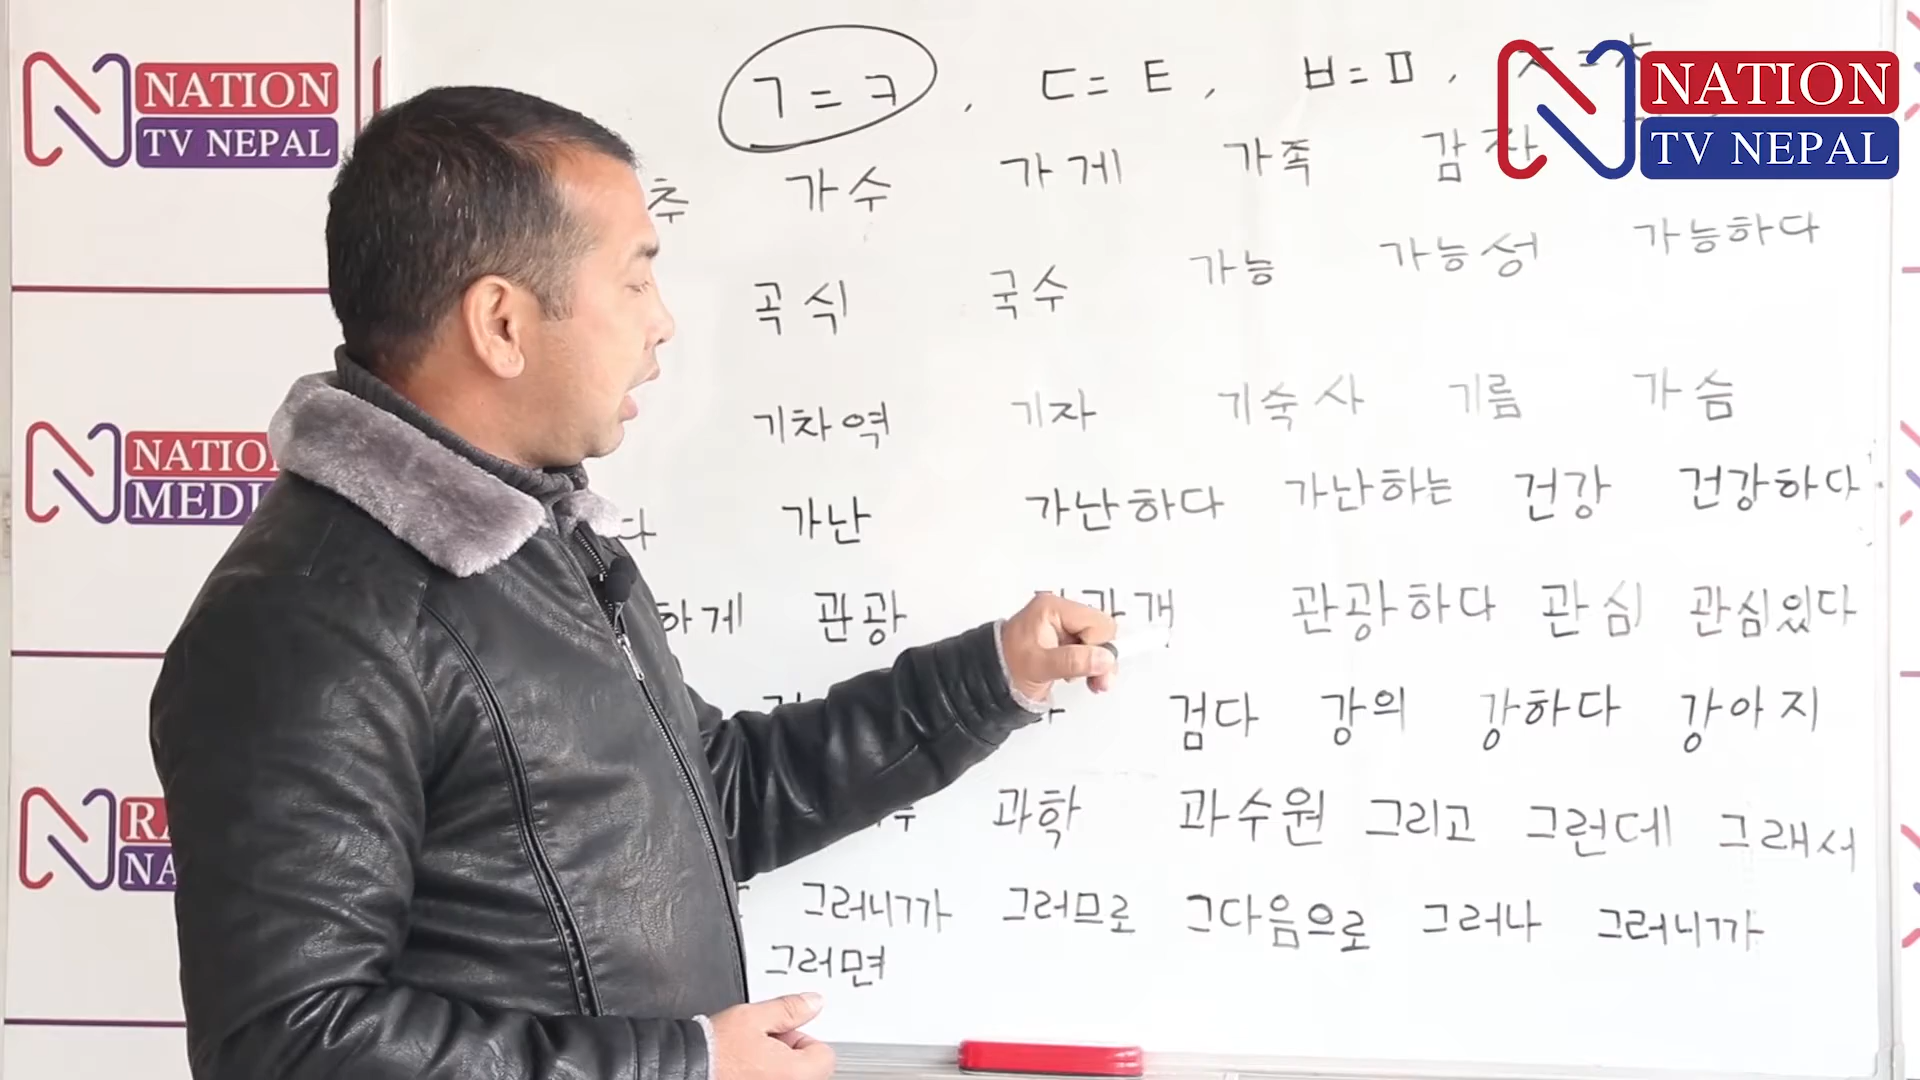 NATION
TV NEPAL
NATION
TV NEPAL
NATION
MEDI
ㄱ=ㅋ, ㄷ=ㅌ, ㅂ=ㅍ,
추 가수 가게 가족 감자
곡식 국수 가능 가능성 가능하다
기차역 기자 기숙사 기름 가슴
다 가난 가난하다 가난하는 건강 건강하다
하게 관광 관광하다 관심 관심있다
검다 강의 강하다 강아지
과학 과수원 그리고 그런데 그래서
그러니까 그러므로 그다음으로 그러나 그러니까
그러면